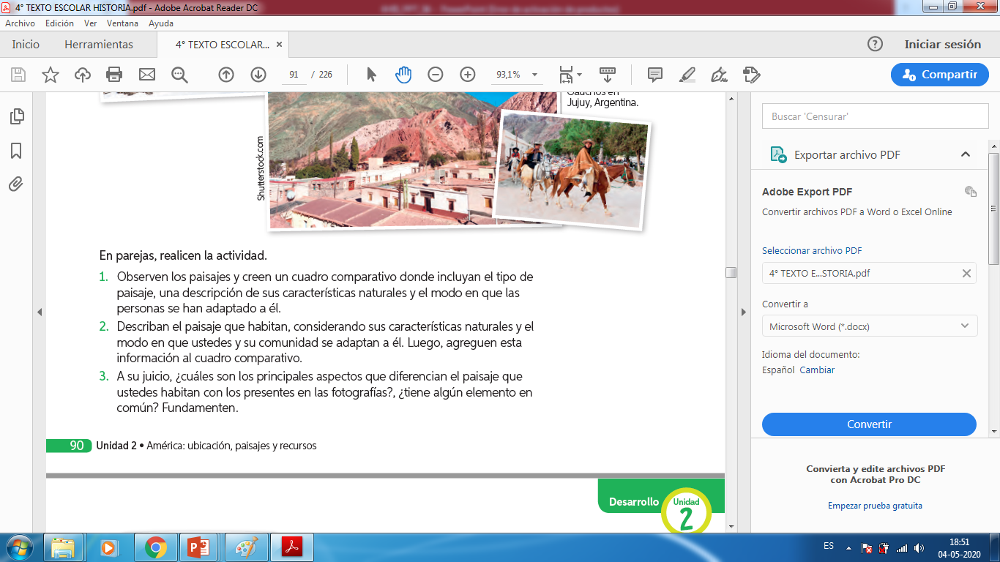 4° TEXTO ESCOLAR HISTORIA.pdf - Adobe Acrobat Reader DC
Archivo Edición Ver Ventana Ayuda
Inicio Herramientas 4° TEXTO ESCOLAR... × Iniciar sesión
91 / 226 93,1% Compartir
Gauchos en
Jujuy, Argentina.
Shutterstock.com
En parejas, realicen la actividad.
1. Observen los paisajes y creen un cuadro comparativo donde incluyan el tipo de
paisaje, una descripción de sus características naturales y el modo en que las
personas se han adaptado a él.
2. Describan el paisaje que habitan, considerando sus características naturales y el
modo en que ustedes y su comunidad se adaptan a él. Luego, agreguen esta
información al cuadro comparativo.
3. A su juicio, ¿cuáles son los principales aspectos que diferencian el paisaje que
ustedes habitan con los presentes en las fotografías?, ¿tiene algún elemento en
común? Fundamenten.
90 Unidad 2 • América: ubicación, paisajes y recursos
Desarrollo Unidad
2
Buscar 'Censurar'
Exportar archivo PDF
Adobe Export PDF
Convertir archivos PDF a Word o Excel Online
Seleccionar archivo PDF
4° TEXTO E...STORIA.pdf
Convertir a
Microsoft Word (*.docx)
Idioma del documento:
Español Cambiar
Convertir
Convierta y edite archivos PDF
con Acrobat Pro DC
Empezar prueba gratuita
ES 18:51
04-05-2020